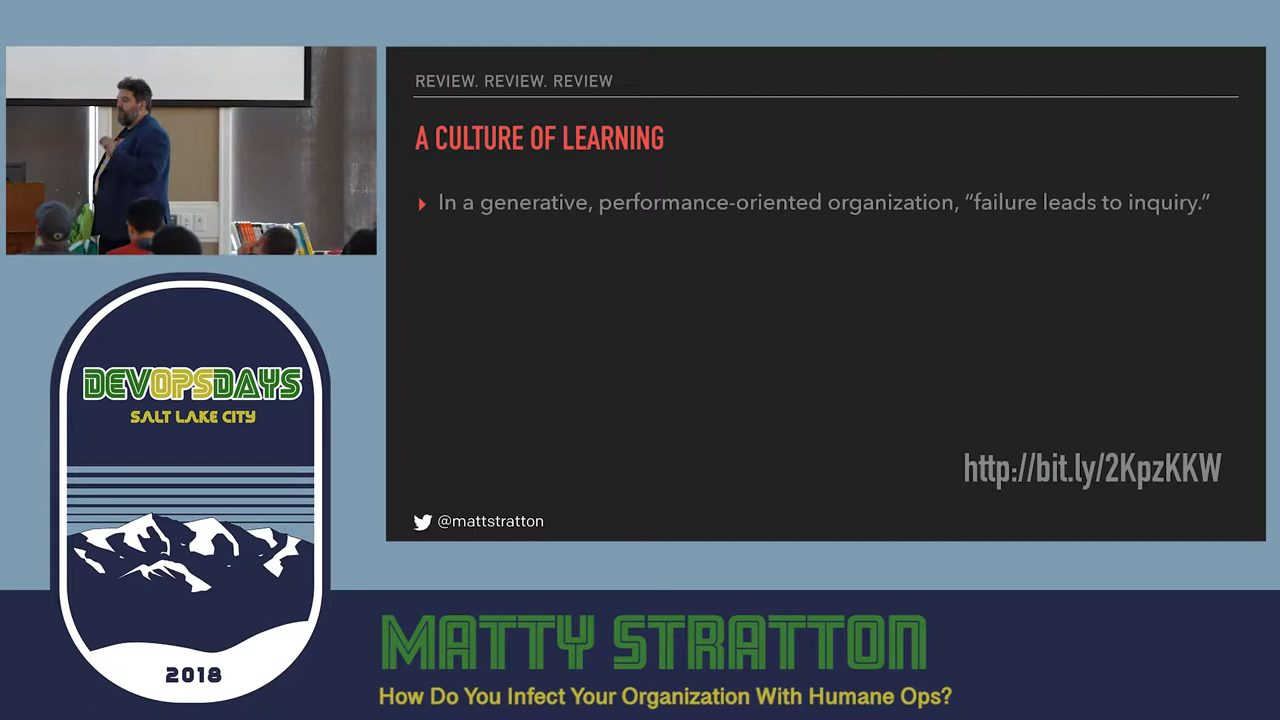 REVIEW. REVIEW. REVIEW
A CULTURE OF LEARNING
In a generative, performance-oriented organization, “failure leads to inquiry.”
http://bit.ly/2KpzKKW
@mattstratton
DEVOPSDAYS
SALT LAKE CITY
2018
MATTY STRATTON
How Do You Infect Your Organization With Humane Ops?